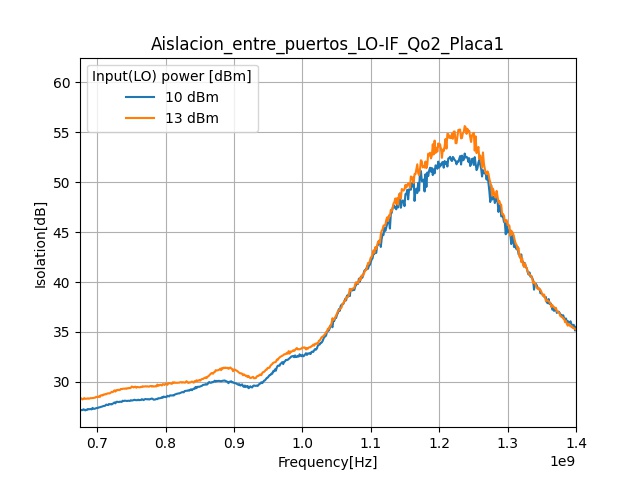 Aislacion_entre_puertos_LO-IF_Qo2_Placa1
Input(LO) power [dBm]
10 dBm
13 dBm
Isolation[dB]
60
55
50
45
40
35
30
0.7 0.8 0.9 1.0 1.1 1.2 1.3 1.4
1e9
Frequency[Hz]